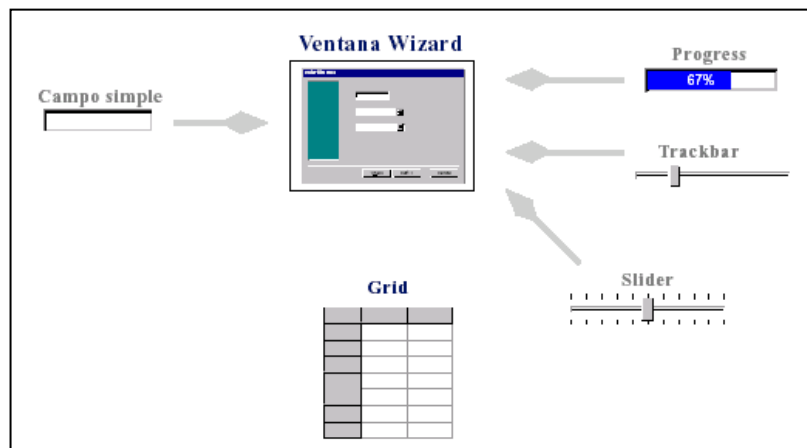 Ventana Wizard
Progress
67%
Campo simple
Trackbar
Slider
Grid